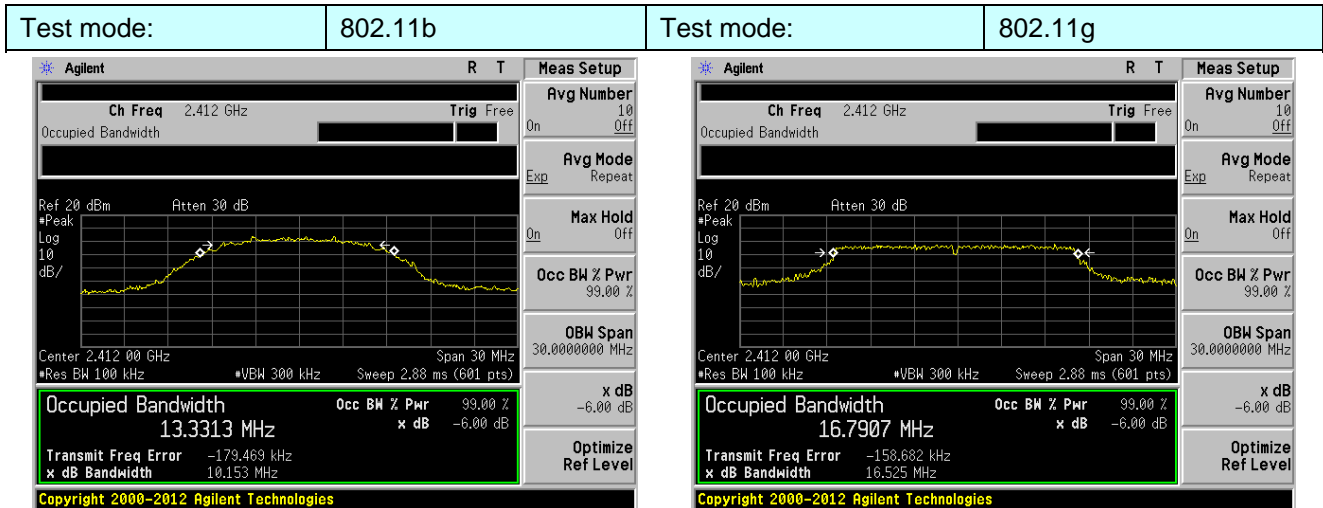 Test mode: 802.11b Test mode: 802.11g
Agilent R T Meas Setup
Ch Freq 2.412 GHz Trig Free
Occupied Bandwidth
Avg Number
10
On Off
Avg Mode
Exp Repeat
Ref 20 dBm Atten 30 dB
#Peak
Log
10
dB/
Max Hold
On Off
Occ BW % Pwr
99.00 %
OBW Span
30.0000000 MHz
Center 2.412 00 GHz Span 30 MHz
#Res BW 100 kHz #VBW 300 kHz Sweep 2.88 ms (601 pts)
x dB
-6.00 dB
Occupied Bandwidth Occ BW % Pwr 99.00 %
13.3313 MHz x dB -6.00 dB
Optimize
Ref Level
Transmit Freq Error -179.469 kHz
x dB Bandwidth 10.153 MHz
Copyright 2000-2012 Agilent Technologies
Agilent R T Meas Setup
Ch Freq 2.412 GHz Trig Free
Occupied Bandwidth
Avg Number
10
On Off
Avg Mode
Exp Repeat
Ref 20 dBm Atten 30 dB
#Peak
Log
10
dB/
Max Hold
On Off
Occ BW % Pwr
99.00 %
OBW Span
30.0000000 MHz
Center 2.412 00 GHz Span 30 MHz
#Res BW 100 kHz #VBW 300 kHz Sweep 2.88 ms (601 pts)
x dB
-6.00 dB
Occupied Bandwidth Occ BW % Pwr 99.00 %
16.7907 MHz x dB -6.00 dB
Optimize
Ref Level
Transmit Freq Error -158.682 kHz
x dB Bandwidth 16.525 MHz
Copyright 2000-2012 Agilent Technologies